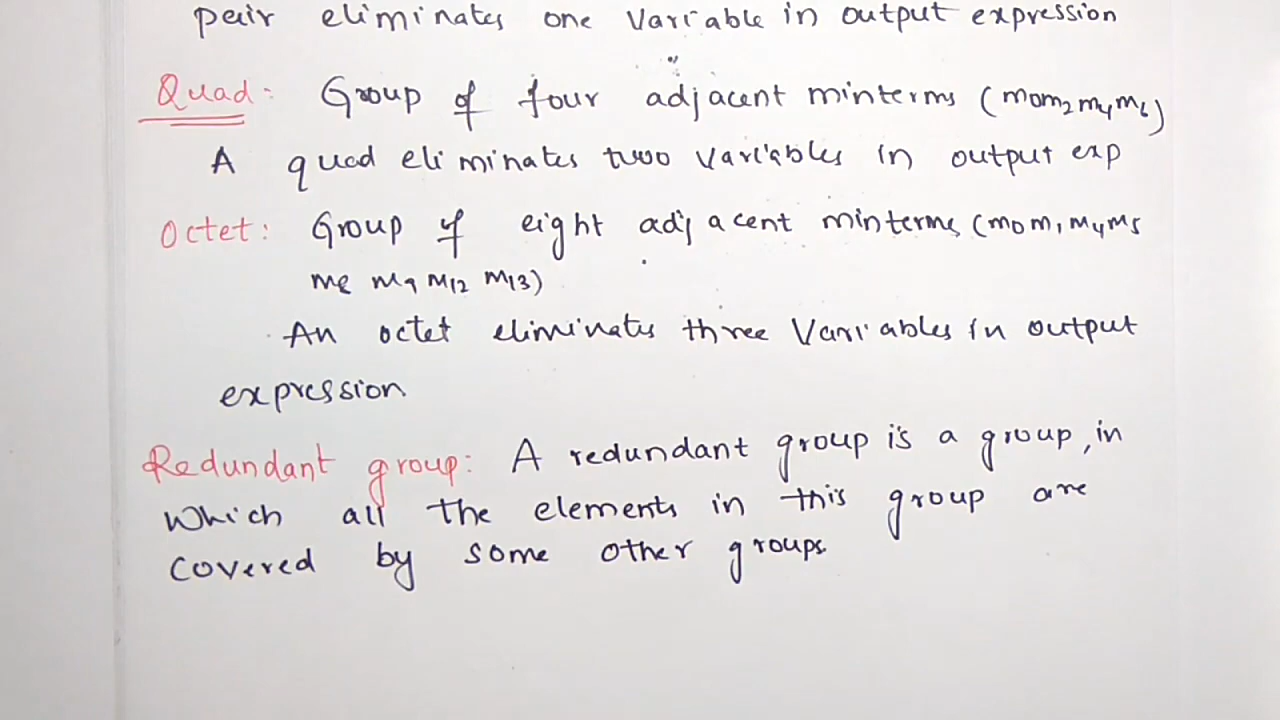 pair eliminates one variable in output expression
Quad: Group of four adjacent minterms (m0m2m4m6)
A quad eliminates two variables in output exp
Octet: Group of eight adjacent minterms (m0m1m4m5
m8 m9 m12 m13)
An octet eliminates three variables in output
expression
Redundant group: A redundant group is a group, in
which all the elements in this group are
covered by some other groups.